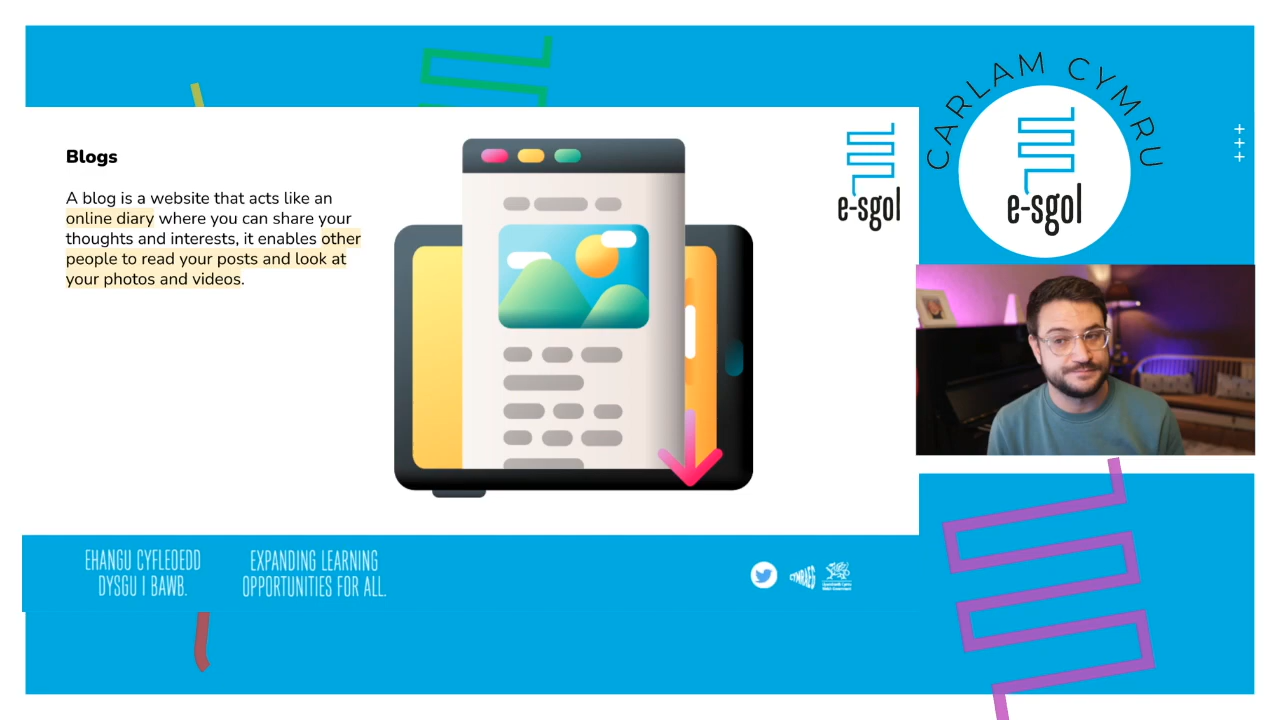 CARLAM CYMRU
e-sgol
Blogs
A blog is a website that acts like an
online diary where you can share your
thoughts and interests, it enables other
people to read your posts and look at
your photos and videos.
e-sgol
EHANGU CYFLEOEDD
DYSGU I BAWB.
EXPANDING LEARNING
OPPORTUNITIES FOR ALL.
CYMRAEG